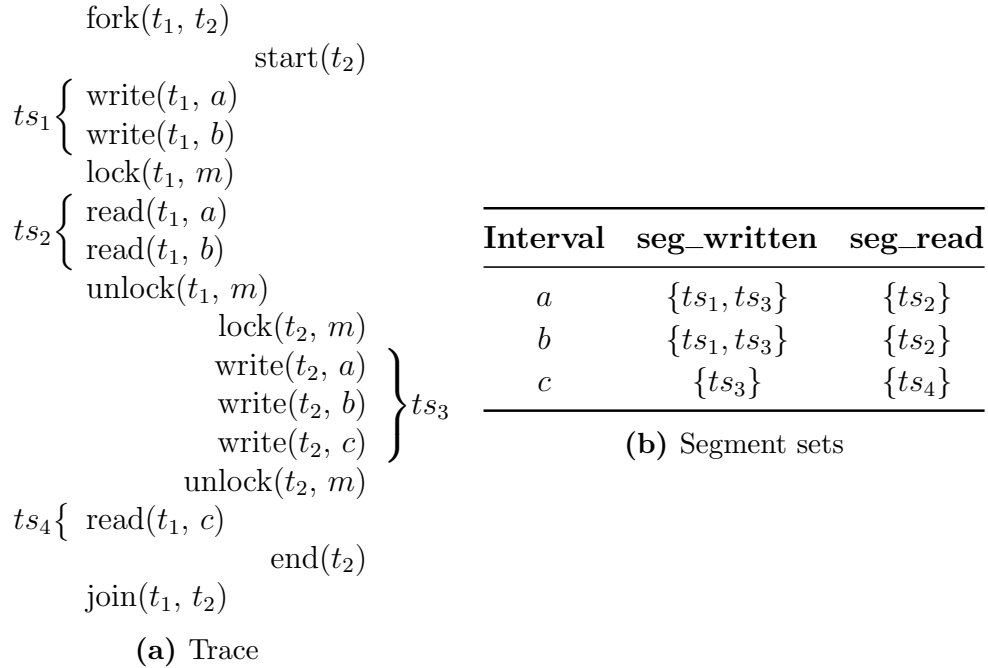 fork(t₁, t₂)
start(t₂)
ts₁{ write(t₁, a)
write(t₁, b)
lock(t₁, m)
ts₂{ read(t₁, a)
read(t₁, b)
unlock(t₁, m)
lock(t₂, m)
write(t₂, a)
write(t₂, b) }ts₃
write(t₂, c)
unlock(t₂, m)
ts₄{ read(t₁, c)
end(t₂)
join(t₁, t₂)
(a) Trace
Interval seg_written seg_read
a {ts₁, ts₃} {ts₂}
b {ts₁, ts₃} {ts₂}
c {ts₃} {ts₄}
(b) Segment sets